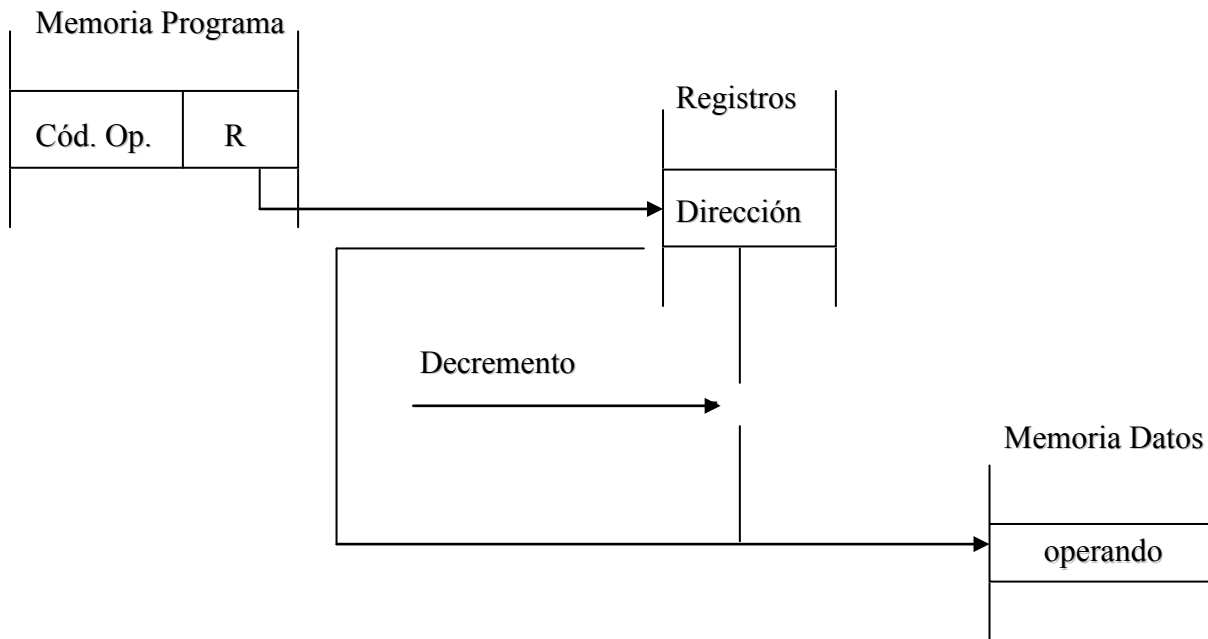 Memoria Programa
Cód. Op.
R
Registros
Dirección
Decremento
Memoria Datos
operando